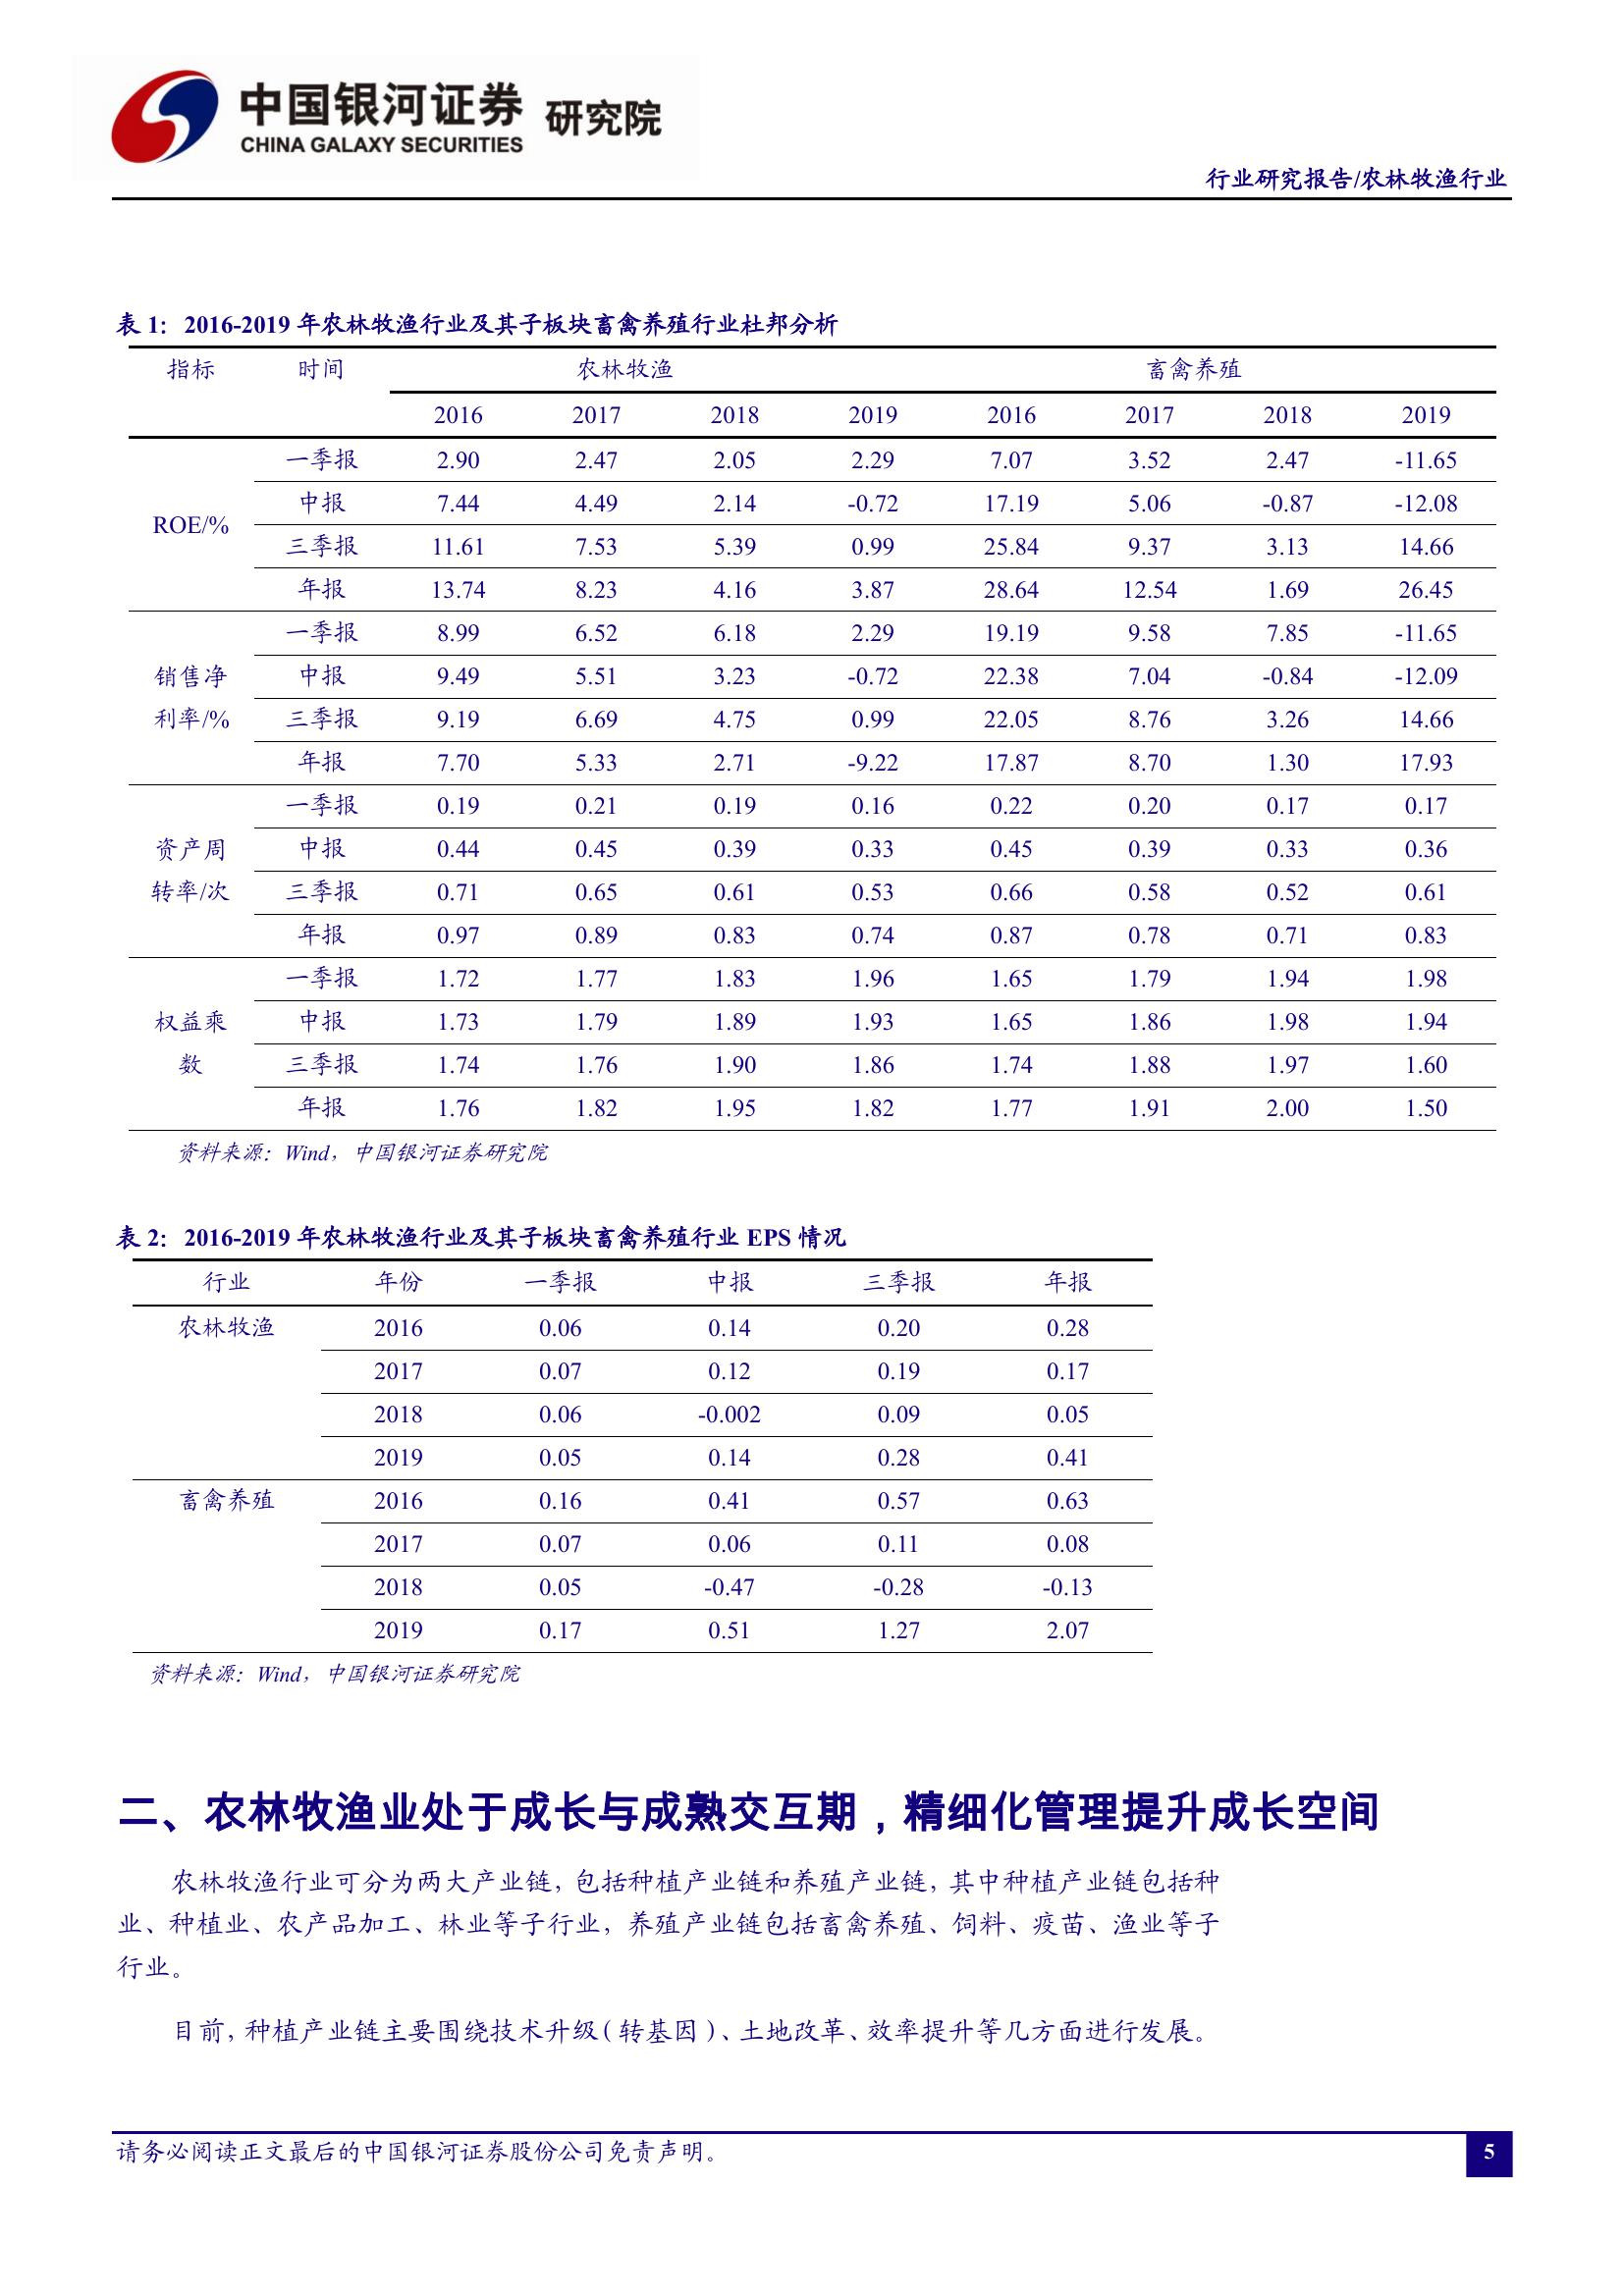 中国银河证券 研究院
CHINA GALAXY SECURITIES
行业研究报告/农林牧渔行业
表 1：2016-2019 年农林牧渔行业及其子板块畜禽养殖行业杜邦分析
指标 时间 农林牧渔 畜禽养殖
2016 2017 2018 2019 2016 2017 2018 2019
ROE/%
一季报 2.90 2.47 2.05 2.29 7.07 3.52 2.47 -11.65
中报 7.44 4.49 2.14 -0.72 17.19 5.06 -0.87 -12.08
三季报 11.61 7.53 5.39 0.99 25.84 9.37 3.13 14.66
年报 13.74 8.23 4.16 3.87 28.64 12.54 1.69 26.45
销售净
利率/%
一季报 8.99 6.52 6.18 2.29 19.19 9.58 7.85 -11.65
中报 9.49 5.51 3.23 -0.72 22.38 7.04 -0.84 -12.09
三季报 9.19 6.69 4.75 0.99 22.05 8.76 3.26 14.66
年报 7.70 5.33 2.71 -9.22 17.87 8.70 1.30 17.93
资产周
转率/次
一季报 0.19 0.21 0.19 0.16 0.22 0.20 0.17 0.17
中报 0.44 0.45 0.39 0.33 0.45 0.39 0.33 0.36
三季报 0.71 0.65 0.61 0.53 0.66 0.58 0.52 0.61
年报 0.97 0.89 0.83 0.74 0.87 0.78 0.71 0.83
权益乘
数
一季报 1.72 1.77 1.83 1.96 1.65 1.79 1.94 1.98
中报 1.73 1.79 1.89 1.93 1.65 1.86 1.98 1.94
三季报 1.74 1.76 1.90 1.86 1.74 1.88 1.97 1.60
年报 1.76 1.82 1.95 1.82 1.77 1.91 2.00 1.50
资料来源：Wind，中国银河证券研究院
表 2：2016-2019 年农林牧渔行业及其子板块畜禽养殖行业 EPS 情况
行业 年份 一季报 中报 三季报 年报
农林牧渔 2016 0.06 0.14 0.20 0.28
2017 0.07 0.12 0.19 0.17
2018 0.06 -0.002 0.09 0.05
2019 0.05 0.14 0.28 0.41
畜禽养殖 2016 0.16 0.41 0.57 0.63
2017 0.07 0.06 0.11 0.08
2018 0.05 -0.47 -0.28 -0.13
2019 0.17 0.51 1.27 2.07
资料来源：Wind，中国银河证券研究院
二、农林牧渔业处于成长与成熟交互期，精细化管理提升成长空间
农林牧渔行业可分为两大产业链，包括种植产业链和养殖产业链，其中种植产业链包括种
业、种植业、农产品加工、林业等子行业，养殖产业链包括畜禽养殖、饲料、疫苗、渔业等子
行业。
目前，种植产业链主要围绕技术升级（转基因）、土地改革、效率提升等几方面进行发展。
请务必阅读正文最后的中国银河证券股份公司免责声明。
5